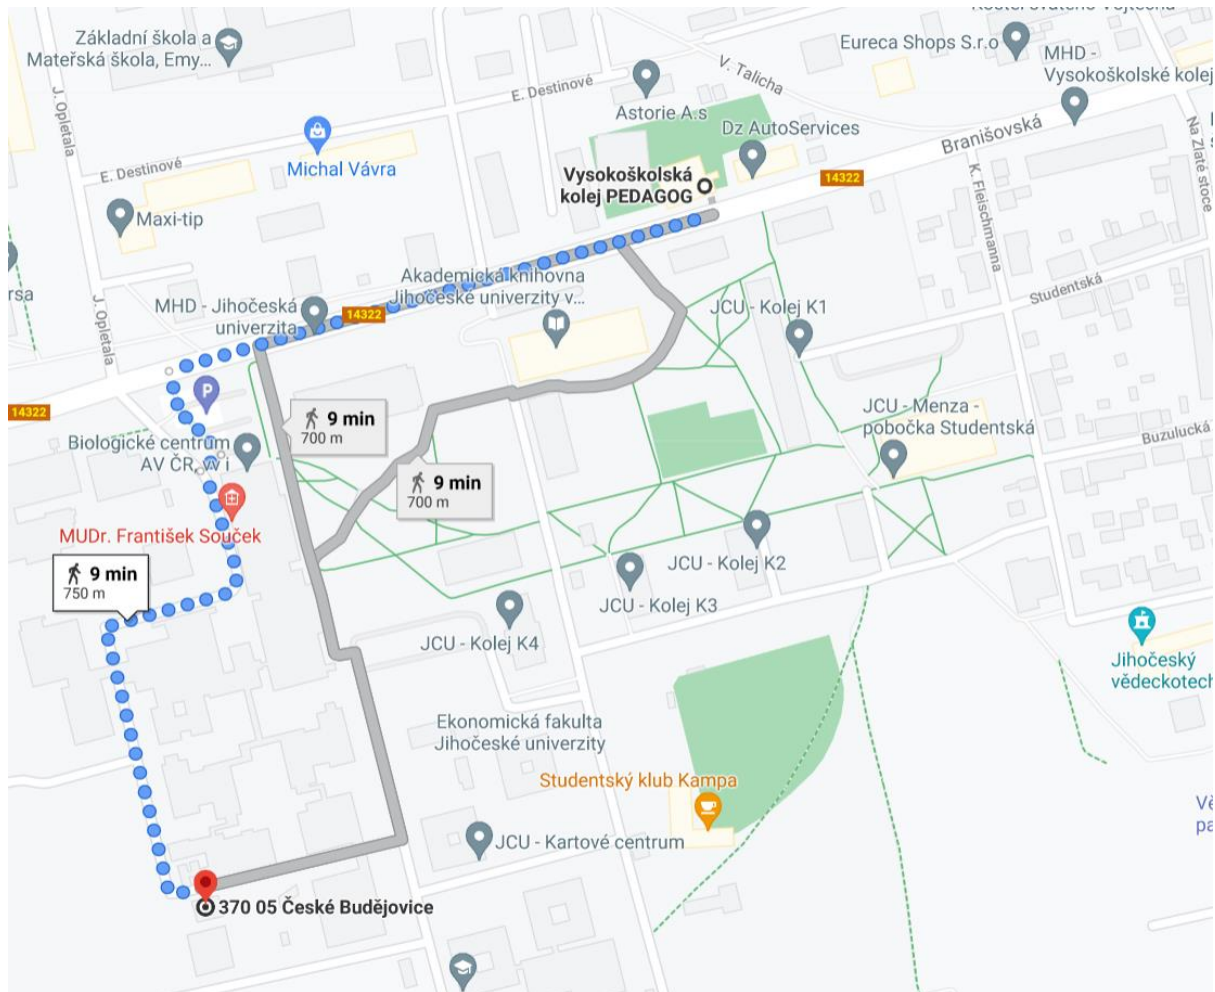 Základní škola a
Mateřská škola, Emy...
J. Opletala
E. Destinové
V. Talicha
Astorie A.s
Eureca Shops S.r.o
MHD -
Vysokoškolské kolej
Dz AutoServices
Branišovská
Na Zlaté stoce
Michal Vávra
E. Destinové
Vysokoškolská
kolej PEDAGOG
14322
K. Fleischmanna
Maxi-tip
rsa
Akademická knihovna
Jihočeské univerzity v...
Studentská
MHD - Jihočeská
univerzita
14322
JCU - Kolej K1
J. Opletala
P
14322
9 min
700 m
JCU - Menza -
pobočka Studentská
Biologické centrum
AV ČR, vv i
Buzulucká
9 min
700 m
MUDr. František Souček
9 min
750 m
JCU - Kolej K2
JCU - Kolej K3
JCU - Kolej K4
Jihočeský
vědeckotech
Ekonomická fakulta
Jihočeské univerzity
Studentský klub Kampa
JCU - Kartové centrum
370 05 České Budějovice